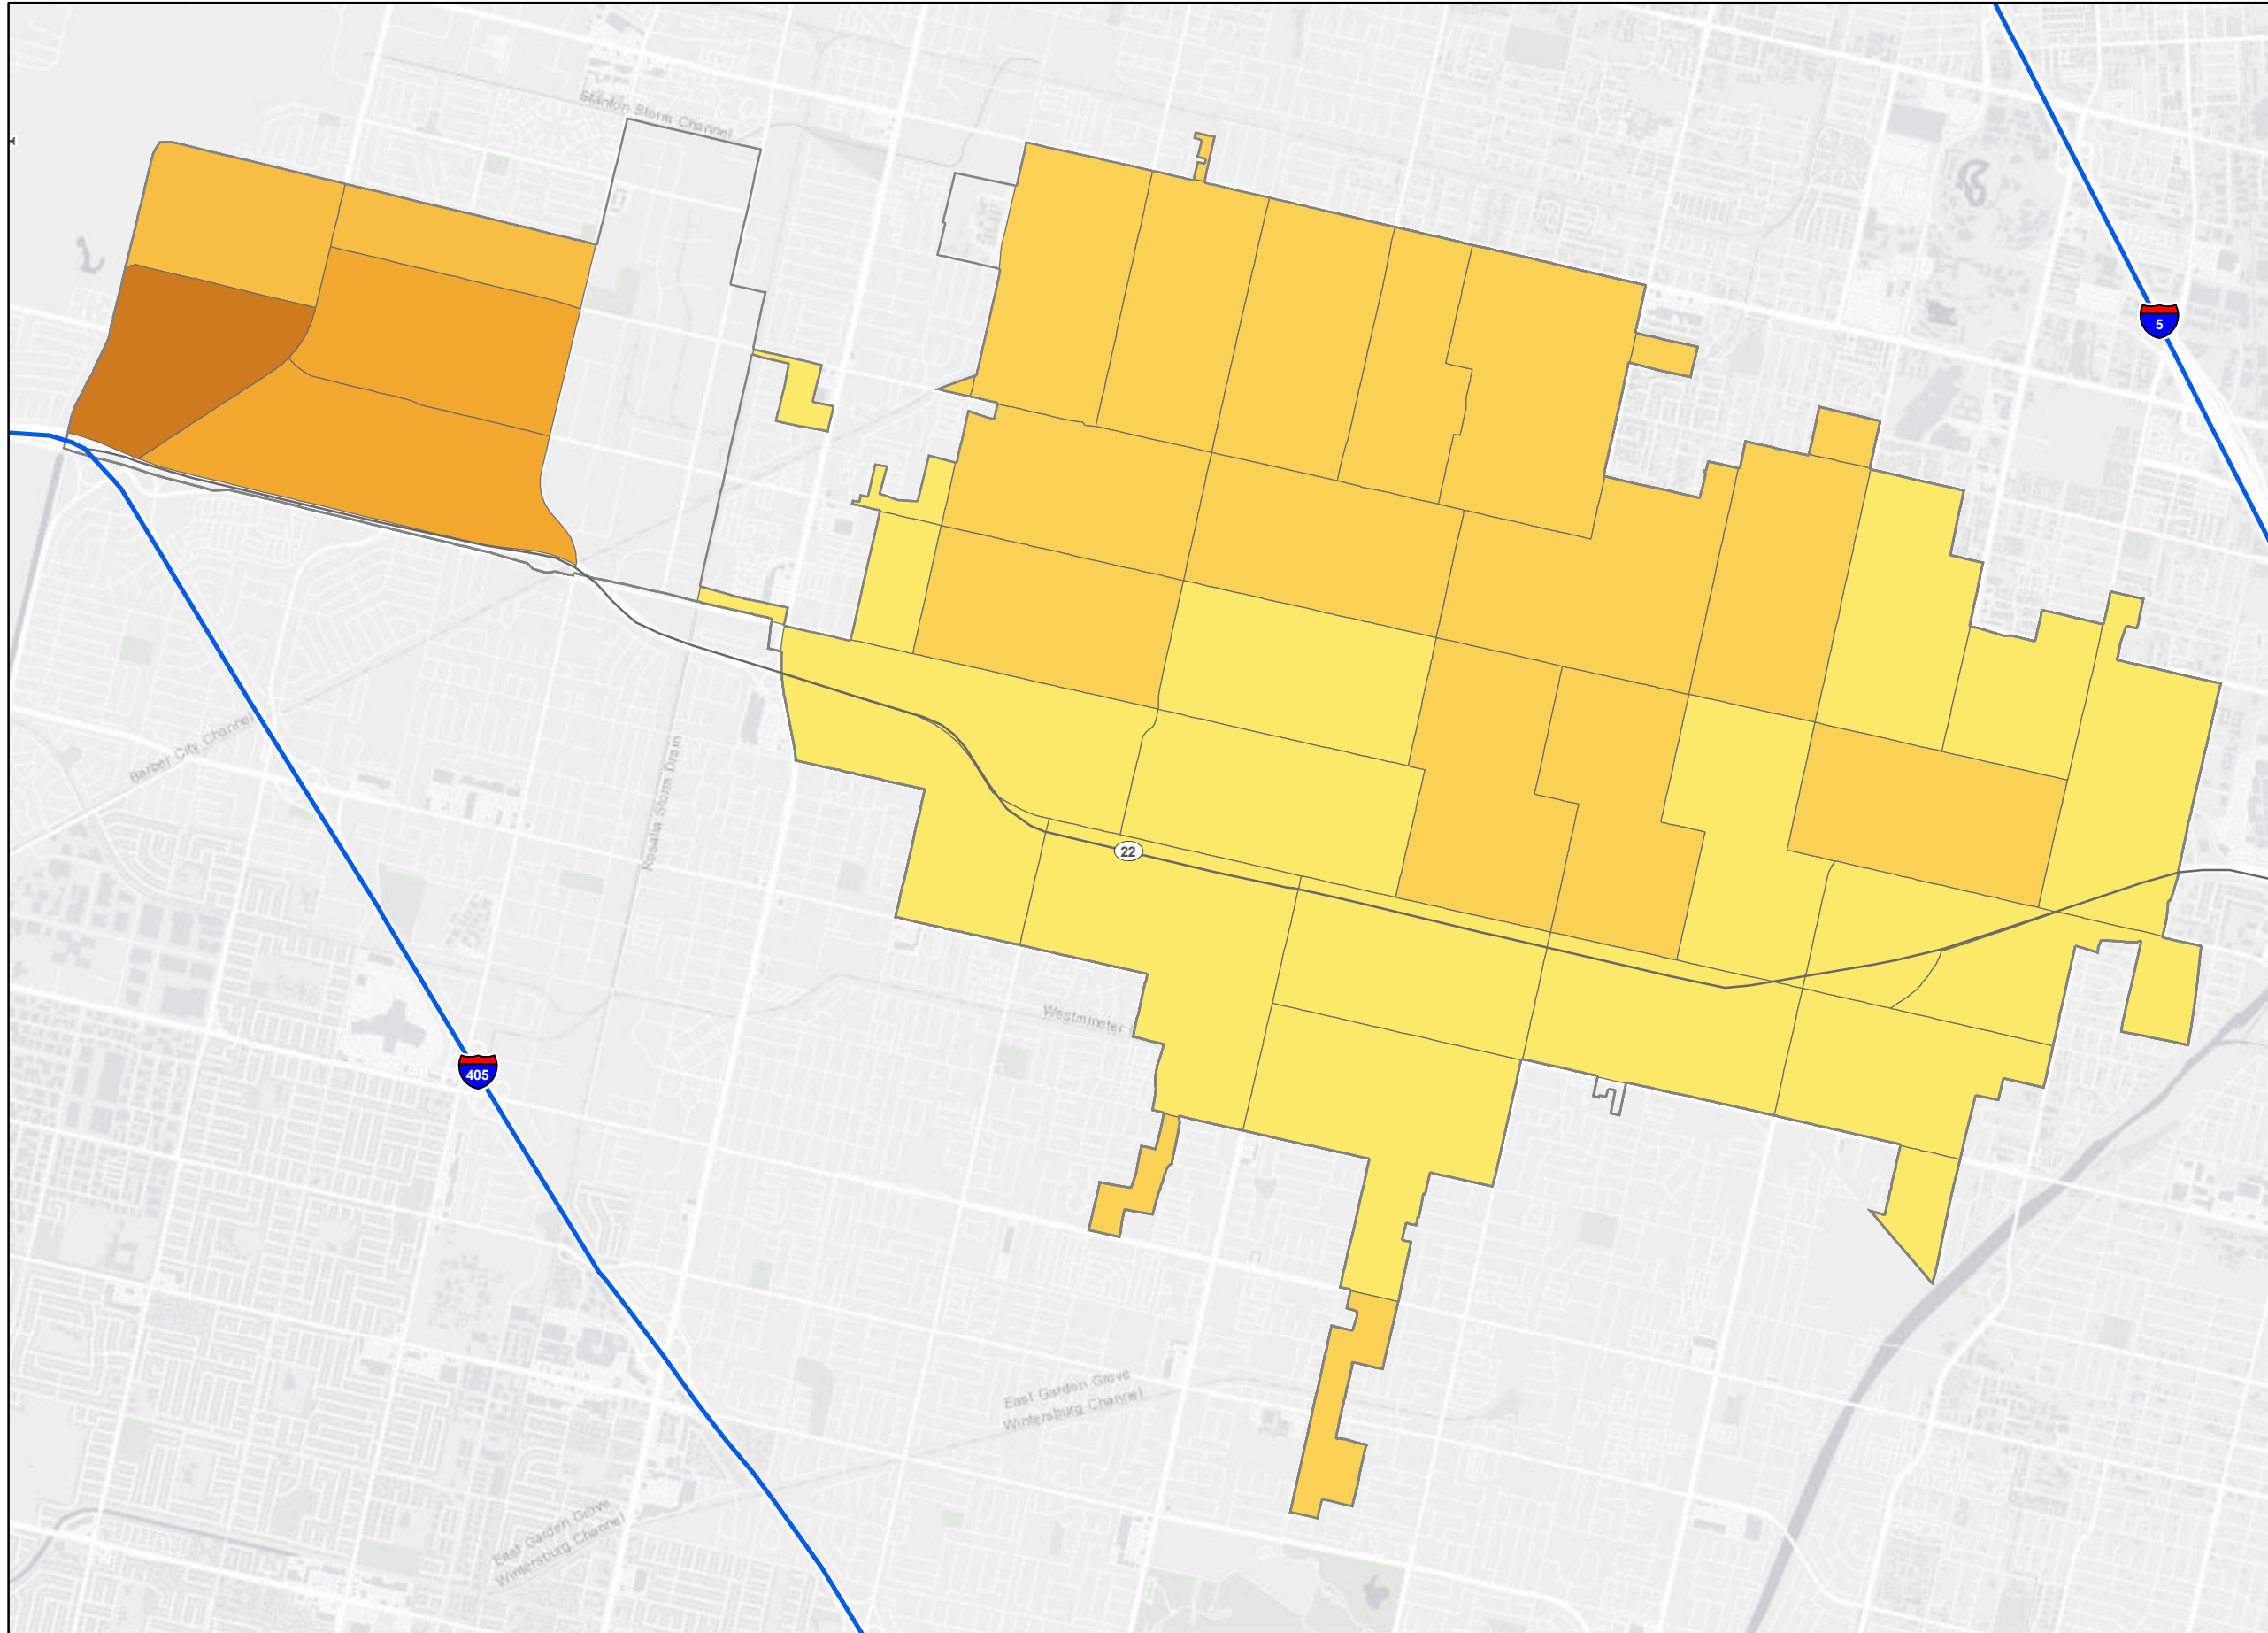 Stanton Storm Channel
5
Barber City Channel
Rosalia Storm Drain
22
Westminster
405
East Garden Grove
Wintersburg Channel
East Garden Grove
Wintersburg Channel